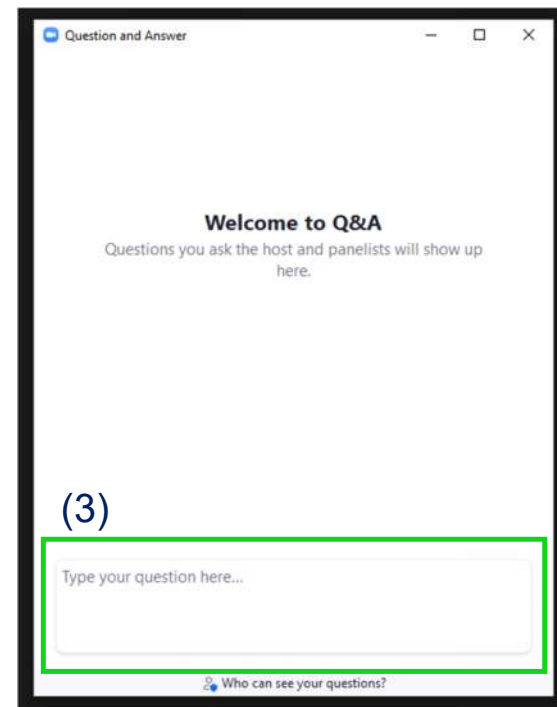 Question and Answer
Welcome to Q&A
Questions you ask the host and panelists will show up
here.
(3)
Type your question here...
Who can see your questions?